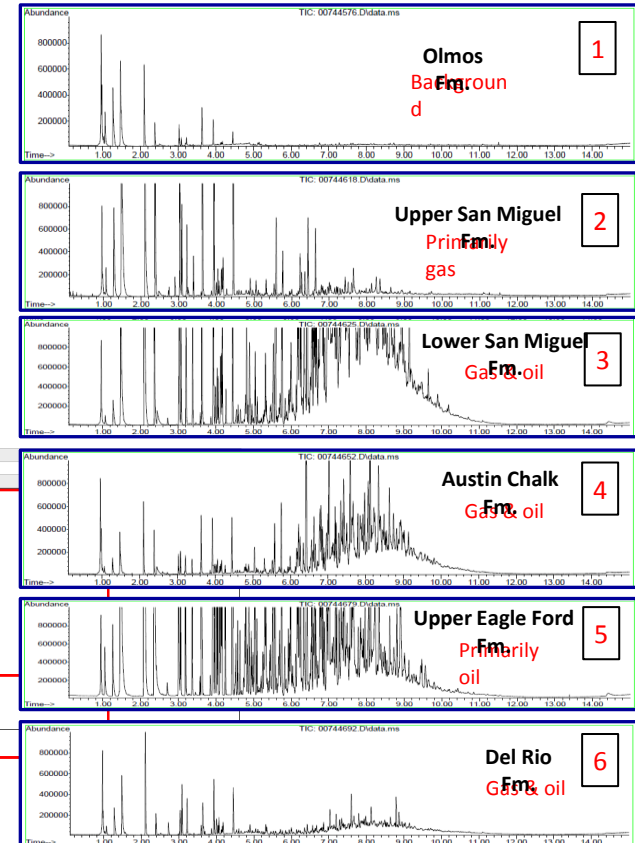 Abundance
TIC: 00744576.D\data.ms
800000
600000
400000
200000
Time-->
1.00 2.00 3.00 4.00 5.00 6.00 7.00 8.00 9.00 10.00 11.00 12.00 13.00 14.00
Olmos
Fm.
Backgroun
d
1
Abundance
TIC: 00744618.D\data.ms
800000
600000
400000
200000
Time-->
1.00 2.00 3.00 4.00 5.00 6.00 7.00 8.00 9.00 10.00 11.00 12.00 13.00 14.00
Upper San Miguel
Fm.
Primarily
gas
2
Abundance
TIC: 00744625.D\data.ms
800000
600000
400000
200000
Time-->
1.00 2.00 3.00 4.00 5.00 6.00 7.00 8.00 9.00 10.00 11.00 12.00 13.00 14.00
Lower San Miguel
Fm.
Gas & oil
3
Abundance
TIC: 00744652.D\data.ms
800000
600000
400000
200000
Time-->
1.00 2.00 3.00 4.00 5.00 6.00 7.00 8.00 9.00 10.00 11.00 12.00 13.00 14.00
Austin Chalk
Fm.
Gas & oil
4
Abundance
TIC: 00744679.D\data.ms
800000
600000
400000
200000
Time-->
1.00 2.00 3.00 4.00 5.00 6.00 7.00 8.00 9.00 10.00 11.00 12.00 13.00 14.00
Upper Eagle Ford
Fm.
Primarily
oil
5
Abundance
TIC: 00744692.D\data.ms
800000
600000
400000
200000
Time-->
1.00 2.00 3.00 4.00 5.00 6.00 7.00 8.00 9.00 10.00 11.00 12.00 13.00 14.00
Del Rio
Fm.
Gas & oil
6